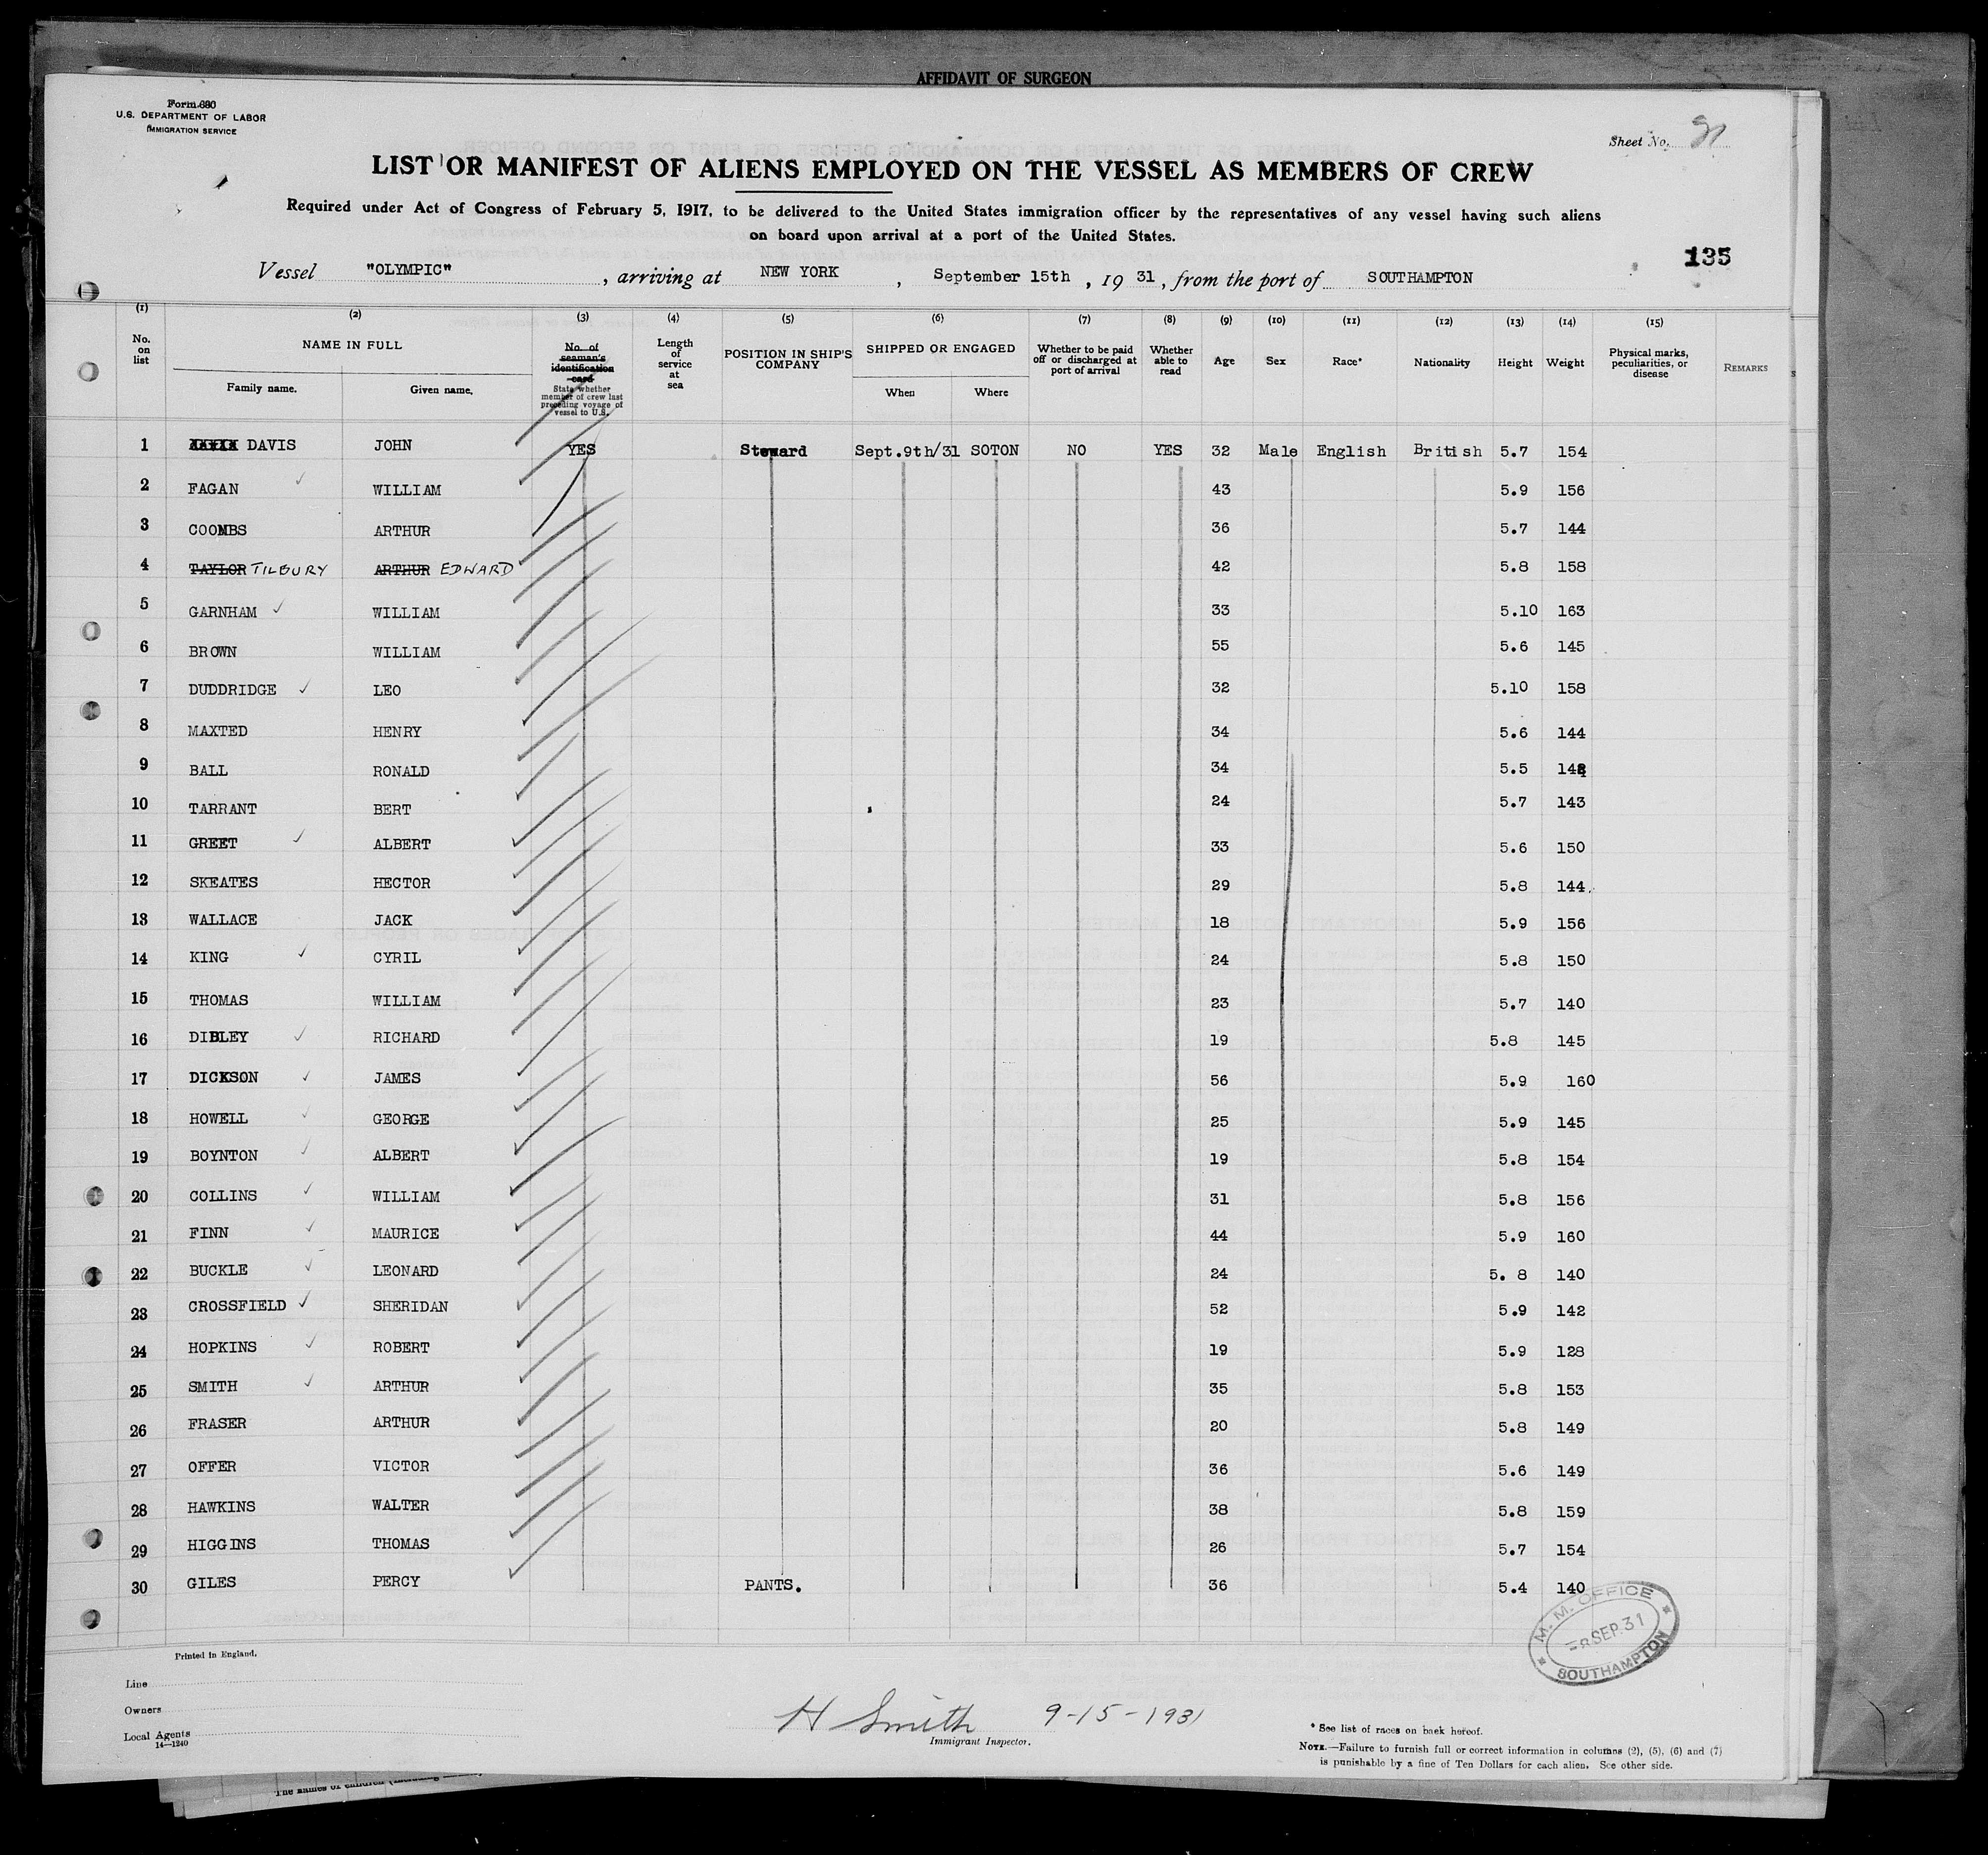 AFFIDAVIT OF SURGEON
Form 680
U.S. DEPARTMENT OF LABOR
IMMIGRATION SERVICE
Sheet No.
LIST OR MANIFEST OF ALIENS EMPLOYED ON THE VESSEL AS MEMBERS OF CREW
Required under Act of Congress of February 5, 1917, to be delivered to the United States immigration officer by the representatives of any vessel having such aliens
on board upon arrival at a port of the United States.
135
Vessel "OLYMPIC", arriving at NEW YORK, September 15th, 19 31, from the port of SOUTHAMPTON
(1) (2) (3) (4) (5) (6) (7) (8) (9) (10) (11) (12) (13) (14) (15)
No. on list
NAME IN FULL
Family name. Given name.
No. of seaman's identification card
State whether member of crew last preceding voyage of vessel to U.S.
Length of service at sea
POSITION IN SHIP'S COMPANY
SHIPPED OR ENGAGED
When Where
Whether to be paid off or discharged at port of arrival
Whether able to read
Age
Sex
Race*
Nationality
Height
Weight
Physical marks, peculiarities, or disease
REMARKS
1 DAVIS JOHN YES Steward Sept.9th/31 SOTON NO YES 32 Male English British 5.7 154
2 FAGAN WILLIAM 43 5.9 156
3 COOMBS ARTHUR 36 5.7 144
4 TAYLOR TILBURY ARTHUR EDWARD 42 5.8 158
5 GARNHAM WILLIAM 33 5.10 163
6 BROWN WILLIAM 55 5.6 145
7 DUDDRIDGE LEO 32 5.10 158
8 MAXTED HENRY 34 5.6 144
9 BALL RONALD 34 5.5
10 TARRANT BERT 24 5.7 143
11 GREET ALBERT 33 5.6 150
12 SKEATES HECTOR 29 5.8 144
13 WALLACE JACK 18 5.9 156
14 KING CYRIL 24 5.8 150
15 THOMAS WILLIAM 23 5.7 140
16 DIBLEY RICHARD 19 5.8 145
17 DICKSON JAMES 56 5.9 160
18 HOWELL GEORGE 25 5.9 145
19 BOYNTON ALBERT 19 5.8 154
20 COLLINS WILLIAM 31 5.8 156
21 FINN MAURICE 44 5.9 160
22 BUCKLE LEONARD 24 5. 8 140
23 CROSSFIELD SHERIDAN 52 5.9 142
24 HOPKINS ROBERT 19 5.9 128
25 SMITH ARTHUR 35 5.8 153
26 FRASER ARTHUR 20 5.8 149
27 OFFER VICTOR 36 5.6 149
28 HAWKINS WALTER 38 5.8 159
29 HIGGINS THOMAS 26 5.7 154
30 GILES PERCY PANTS. 36 5.4 140
M. M. OFFICE
8 SEP. 31
SOUTHAMPTON
Printed in England.
Line
Owners
Local Agents
14—1240
H Smith 9-15-1931
Immigrant Inspector.
* See list of races on back hereof.
NOTE.—Failure to furnish full or correct information in columns (2), (5), (6) and (7)
is punishable by a fine of Ten Dollars for each alien. See other side.